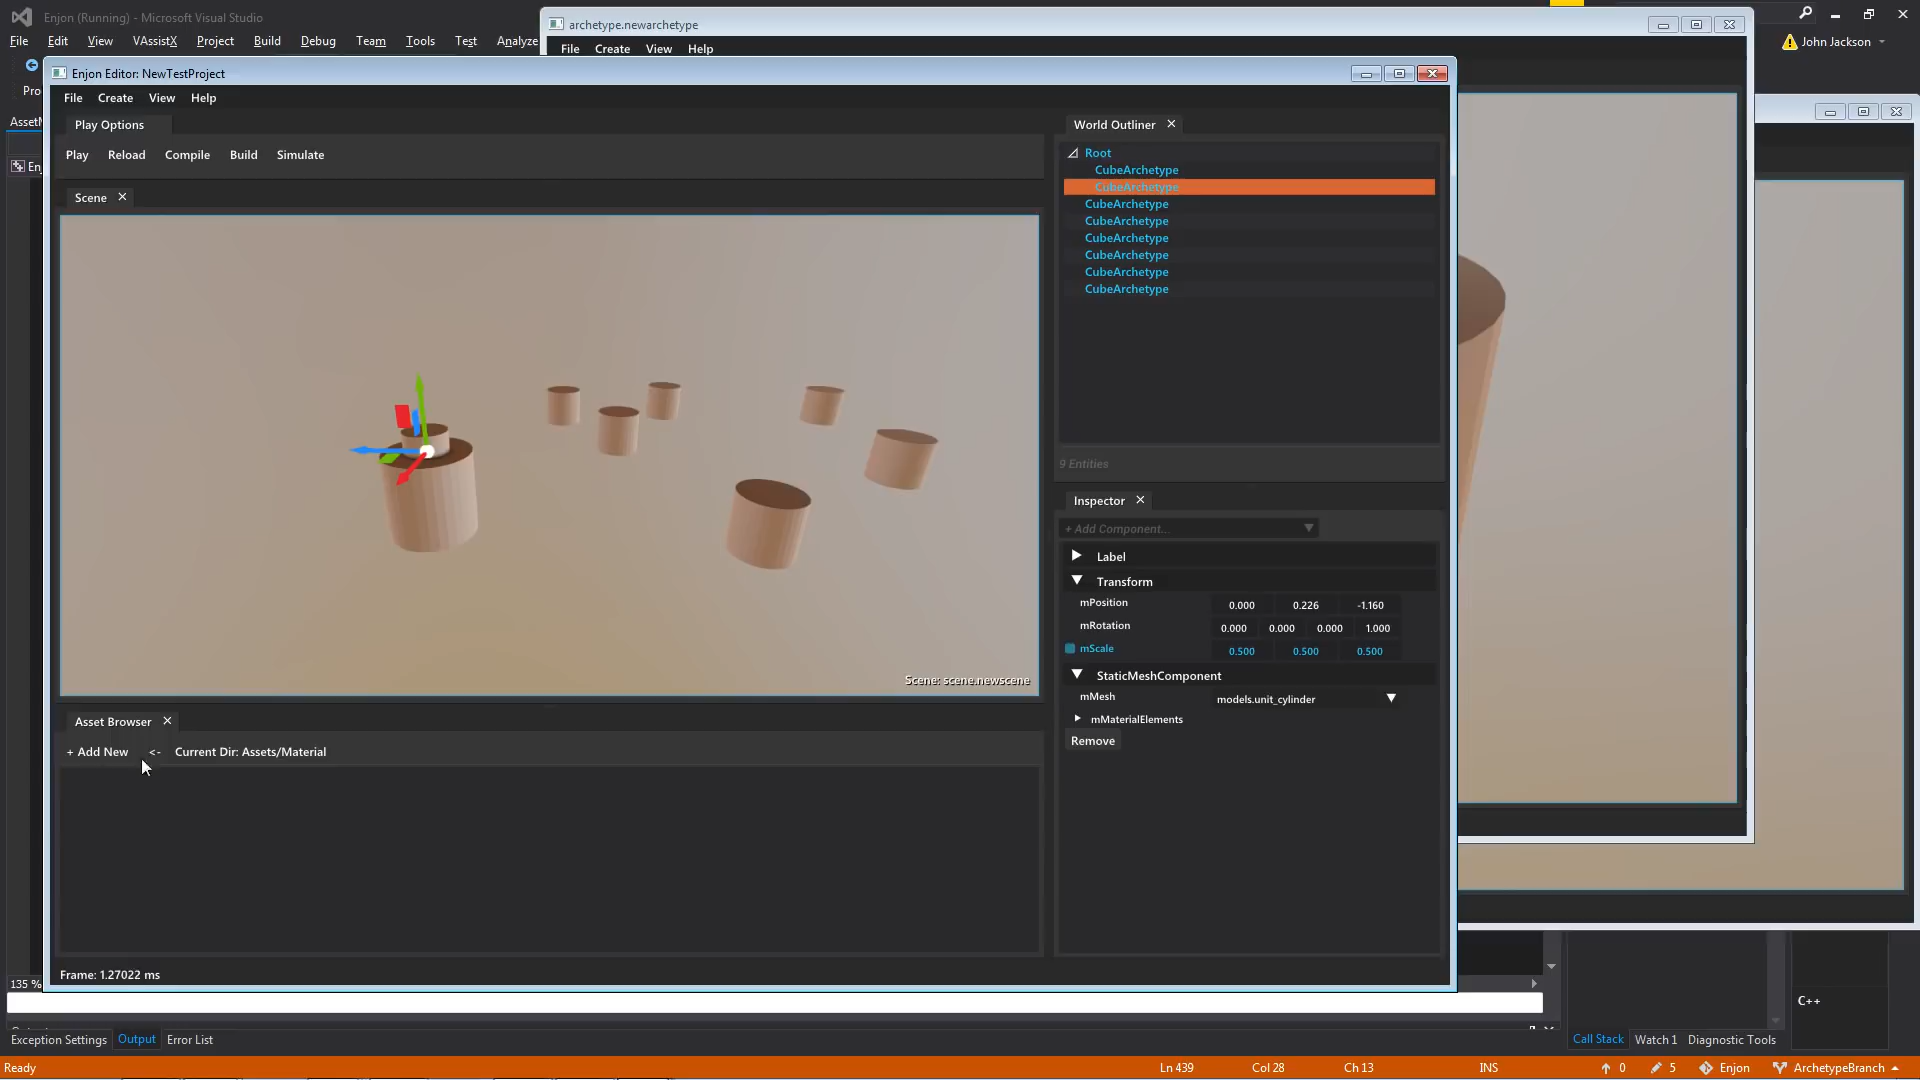 Enjon (Running) - Microsoft Visual Studio
File Edit View VAssistX Project Build Debug Team Tools Test Analyze
John Jackson
archetype.newarchetype
File Create View Help
Enjon Editor: NewTestProject
File Create View Help
Play Options
Play Reload Compile Build Simulate
Scene
Scene: scene.newscene
World Outliner
Root
CubeArchetype
CubeArchetype
CubeArchetype
CubeArchetype
CubeArchetype
CubeArchetype
CubeArchetype
CubeArchetype
9 Entities
Inspector
+ Add Component...
Label
Transform
mPosition 0.000 0.226 -1.160
mRotation 0.000 0.000 0.000 1.000
mScale 0.500 0.500 0.500
StaticMeshComponent
mMesh models.unit_cylinder
mMaterialElements
Remove
Asset Browser
+ Add New <- Current Dir: Assets/Material
Frame: 1.27022 ms
135 %
C++
Exception Settings Output Error List
Call Stack Watch 1 Diagnostic Tools
Ready
Ln 439 Col 28 Ch 13 INS 0 5 Enjon ArchetypeBranch